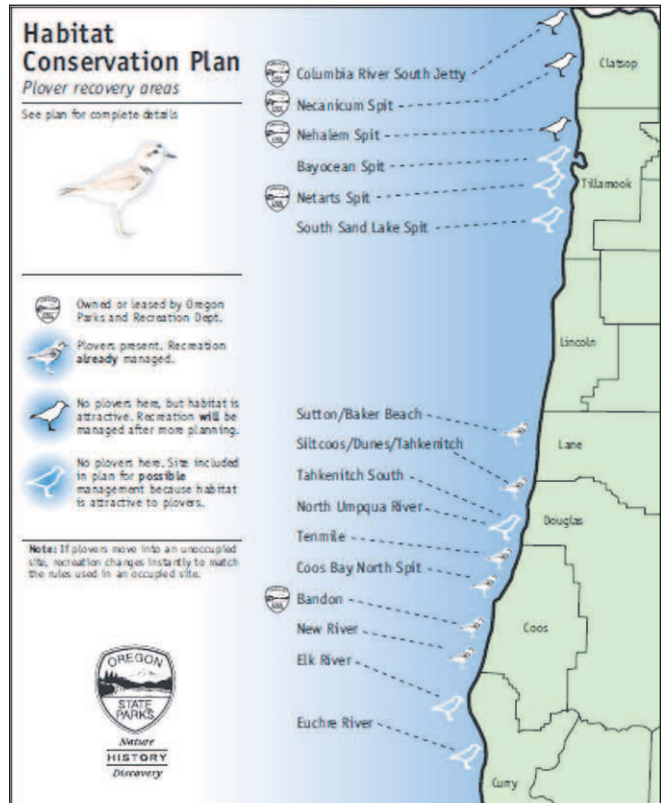 Habitat
Conservation Plan
Plover recovery areas
See plan for complete details
Owned or leased by Oregon
Parks and Recreation Dept.
Plovers present. Recreation
already managed.
No plovers here, but habitat is
attractive. Recreation will be
managed after more planning.
No plovers here. Site included
in plan for possible
management because habitat
is attractive to plovers.
Note: If plovers move into an unoccupied
site, recreation changes instantly to match
the rules used in an occupied site.
OREGON
STATE
PARKS
Nature
HISTORY
Discovery
Columbia River South Jetty
Necanicum Spit
Nehalem Spit
Bayocean Spit
Netarts Spit
South Sand Lake Spit
Sutton/Baker Beach
Siltcoos/Dunes/Tahkenitch
Tahkenitch South
North Umpqua River
Tenmile
Coos Bay North Spit
Bandon
New River
Elk River
Euchre River
Clatsop
Tillamook
Lincoln
Lane
Douglas
Coos
Curry